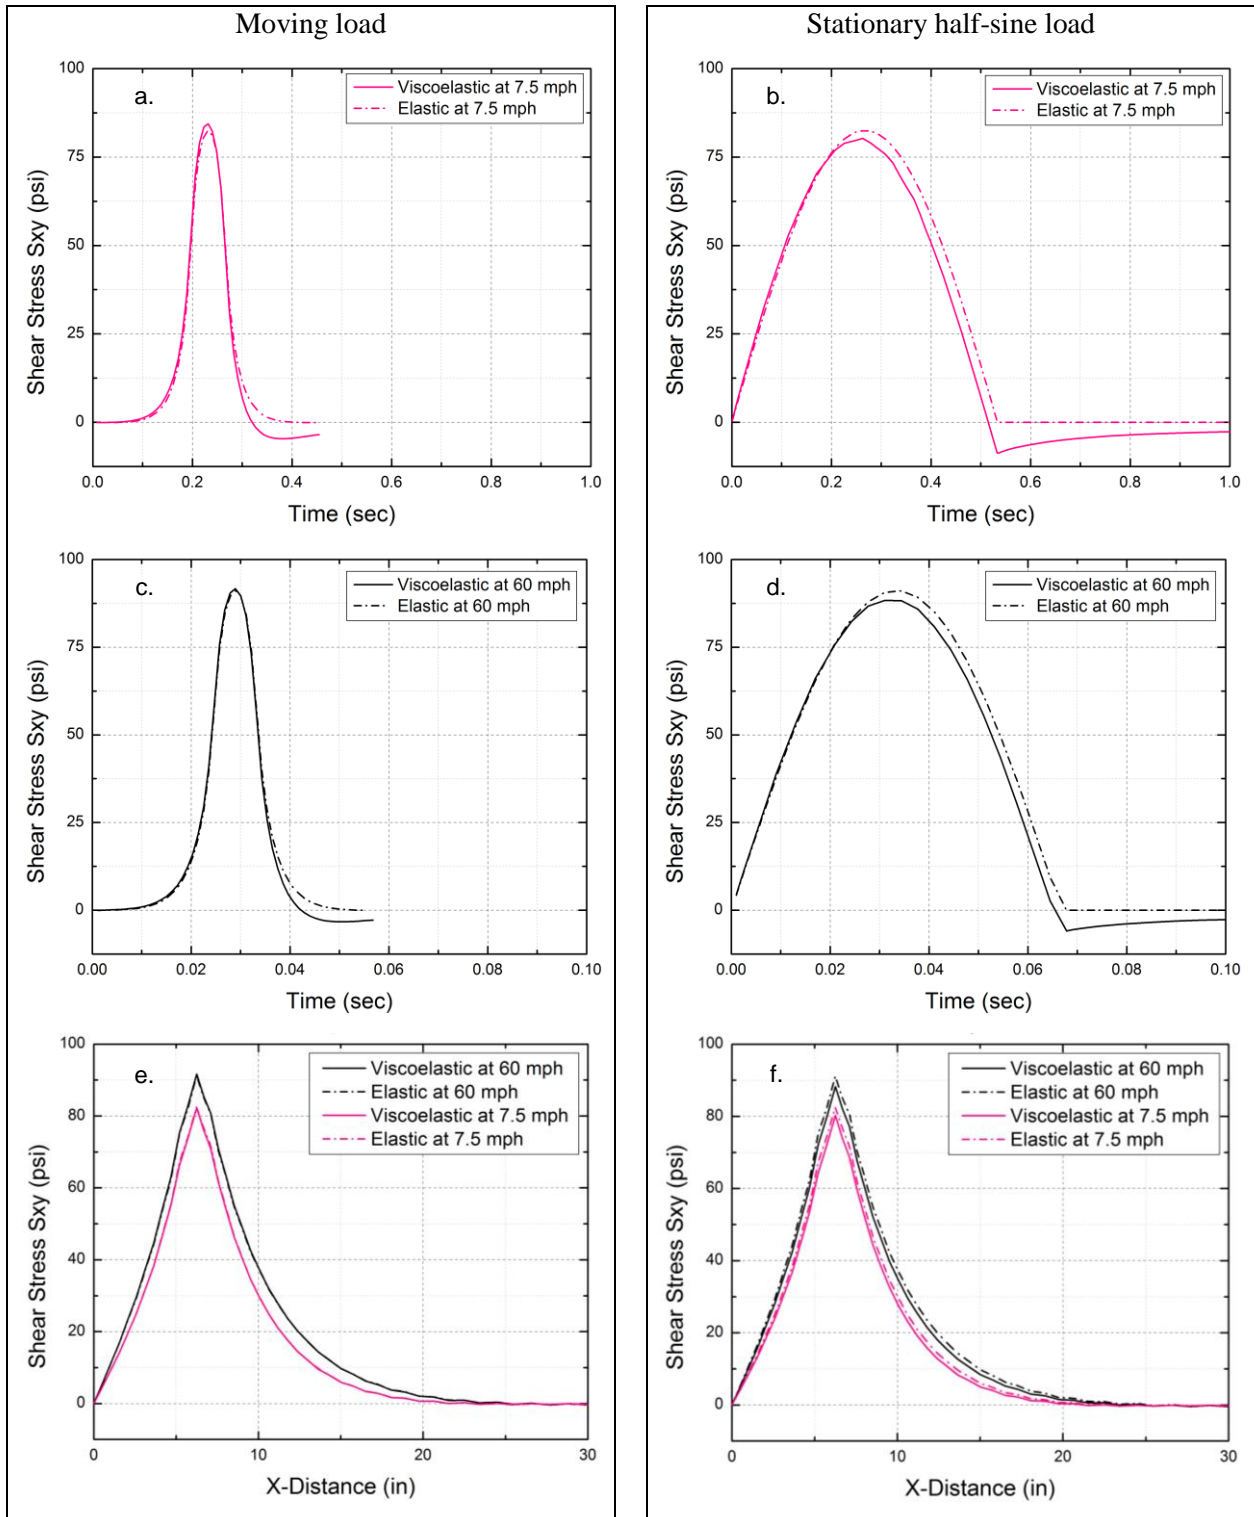 Moving load
Stationary half-sine load
a.
Viscoelastic at 7.5 mph
Elastic at 7.5 mph
Shear Stress Sxy (psi)
100
75
50
25
0
0.0 0.2 0.4 0.6 0.8 1.0
Time (sec)
b.
Viscoelastic at 7.5 mph
Elastic at 7.5 mph
Shear Stress Sxy (psi)
100
75
50
25
0
0.0 0.2 0.4 0.6 0.8 1.0
Time (sec)
c.
Viscoelastic at 60 mph
Elastic at 60 mph
Shear Stress Sxy (psi)
100
75
50
25
0
0.00 0.02 0.04 0.06 0.08 0.10
Time (sec)
d.
Viscoelastic at 60 mph
Elastic at 60 mph
Shear Stress Sxy (psi)
100
75
50
25
0
0.00 0.02 0.04 0.06 0.08 0.10
Time (sec)
e.
Viscoelastic at 60 mph
Elastic at 60 mph
Viscoelastic at 7.5 mph
Elastic at 7.5 mph
Shear Stress Sxy (psi)
100
80
60
40
20
0
0 10 20 30
X-Distance (in)
f.
Viscoelastic at 60 mph
Elastic at 60 mph
Viscoelastic at 7.5 mph
Elastic at 7.5 mph
Shear Stress Sxy (psi)
100
80
60
40
20
0
0 10 20 30
X-Distance (in)